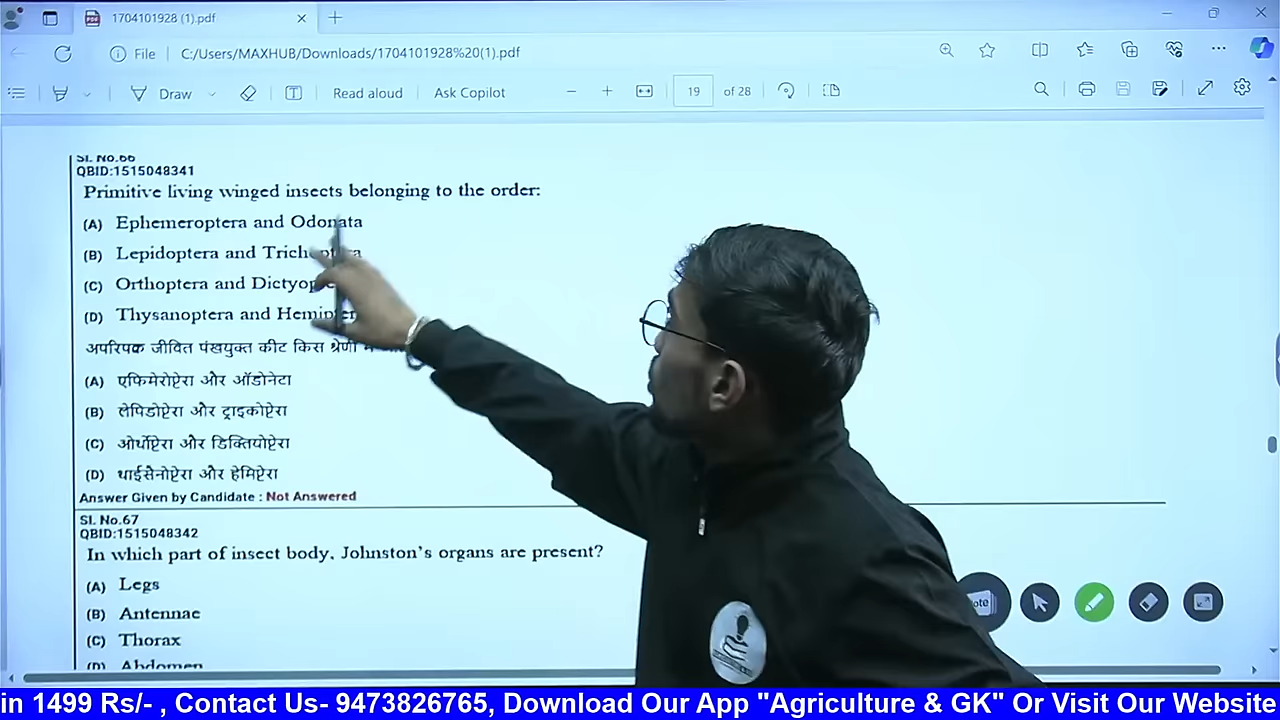 1704101928 (1).pdf
File C:/Users/MAXHUB/Downloads/1704101928%20(1).pdf
Draw Read aloud Ask Copilot 19 of 28
Sl. No.66
QBID:1515048341
Primitive living winged insects belonging to the order:
(A) Ephemeroptera and Odonata
(B) Lepidoptera and
(C) Orthoptera and
(D) Thysanoptera and
अपरिपक्व जीवित पंखयुक्त कीट किस श्रेणी
(A) एफिमेरोप्टेरा और ऑडोनेटा
(B) लेपिडोप्टेरा और ट्राइकोप्टेरा
(C) ओर्थोप्टेरा और डिक्तियोप्टेरा
(D) थाईसैनोप्टेरा और हेमिप्टेरा
Answer Given by Candidate : Not Answered
Sl. No.67
QBID:1515048342
In which part of insect body, Johnston's organs are present?
(A) Legs
(B) Antennae
(C) Thorax
(D) Abdomen
in 1499 Rs/- , Contact Us- 9473826765, Download Our App "Agriculture & GK" Or Visit Our Website